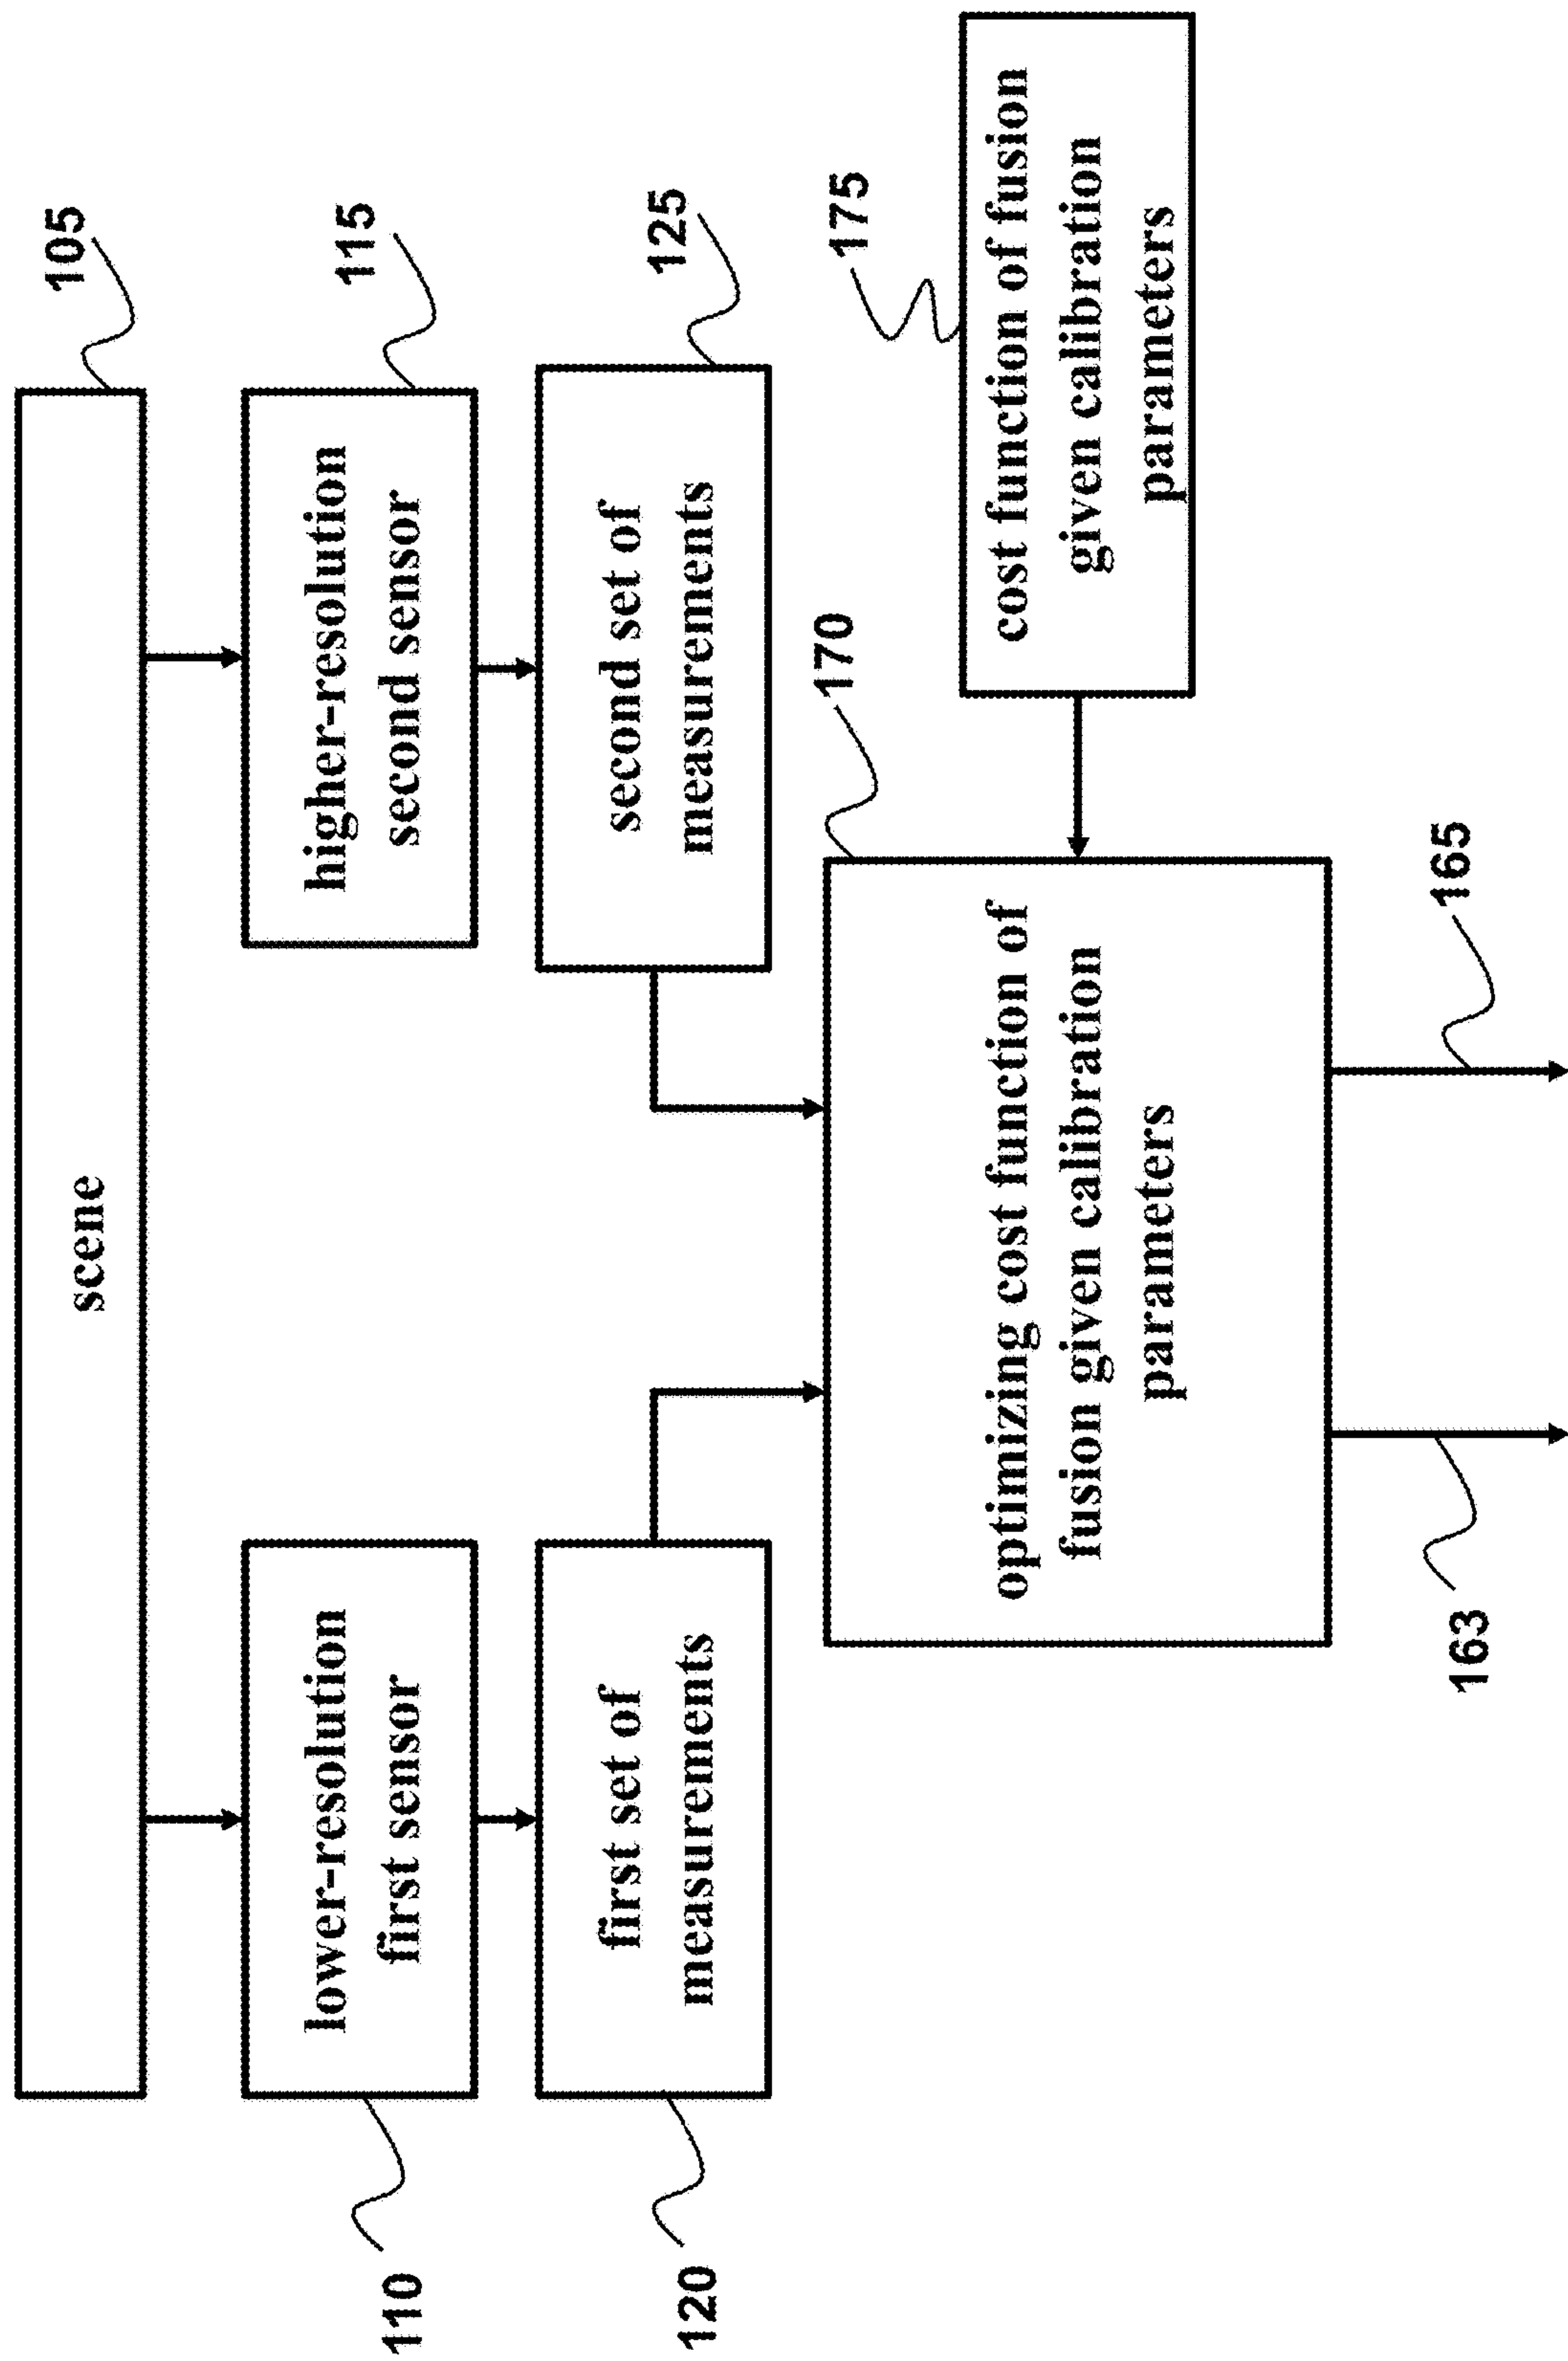 scene
105
lower-resolution
first sensor
110
higher-resolution
second sensor
115
first set of
measurements
120
second set of
measurements
125
optimizing cost function of
fusion given calibration
parameters
170
cost function of fusion
given calibration
parameters
175
163
165